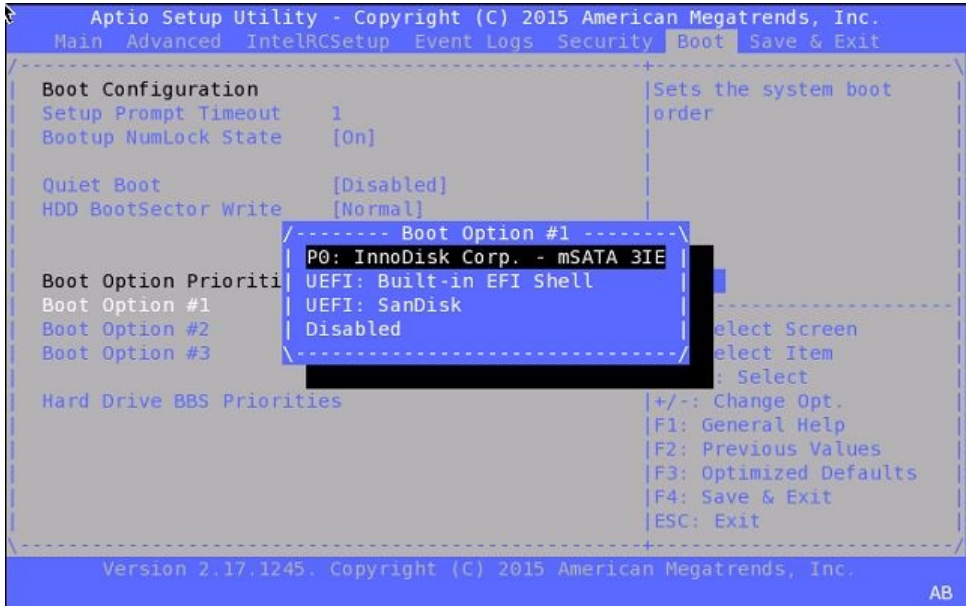 Aptio Setup Utility - Copyright (C) 2015 American Megatrends, Inc.
Main Advanced IntelRCSetup Event Logs Security Boot Save & Exit
Boot Configuration
Setup Prompt Timeout 1
Bootup NumLock State [On]
Quiet Boot [Disabled]
HDD BootSector Write [Normal]
Boot Option Prioriti
Boot Option #1
Boot Option #2
Boot Option #3
Hard Drive BBS Priorities
Boot Option #1
P0: InnoDisk Corp. - mSATA 3IE
UEFI: Built-in EFI Shell
UEFI: SanDisk
Disabled
Sets the system boot
order
elect Screen
elect Item
: Select
+/-: Change Opt.
F1: General Help
F2: Previous Values
F3: Optimized Defaults
F4: Save & Exit
ESC: Exit
Version 2.17.1245. Copyright (C) 2015 American Megatrends, Inc.
AB